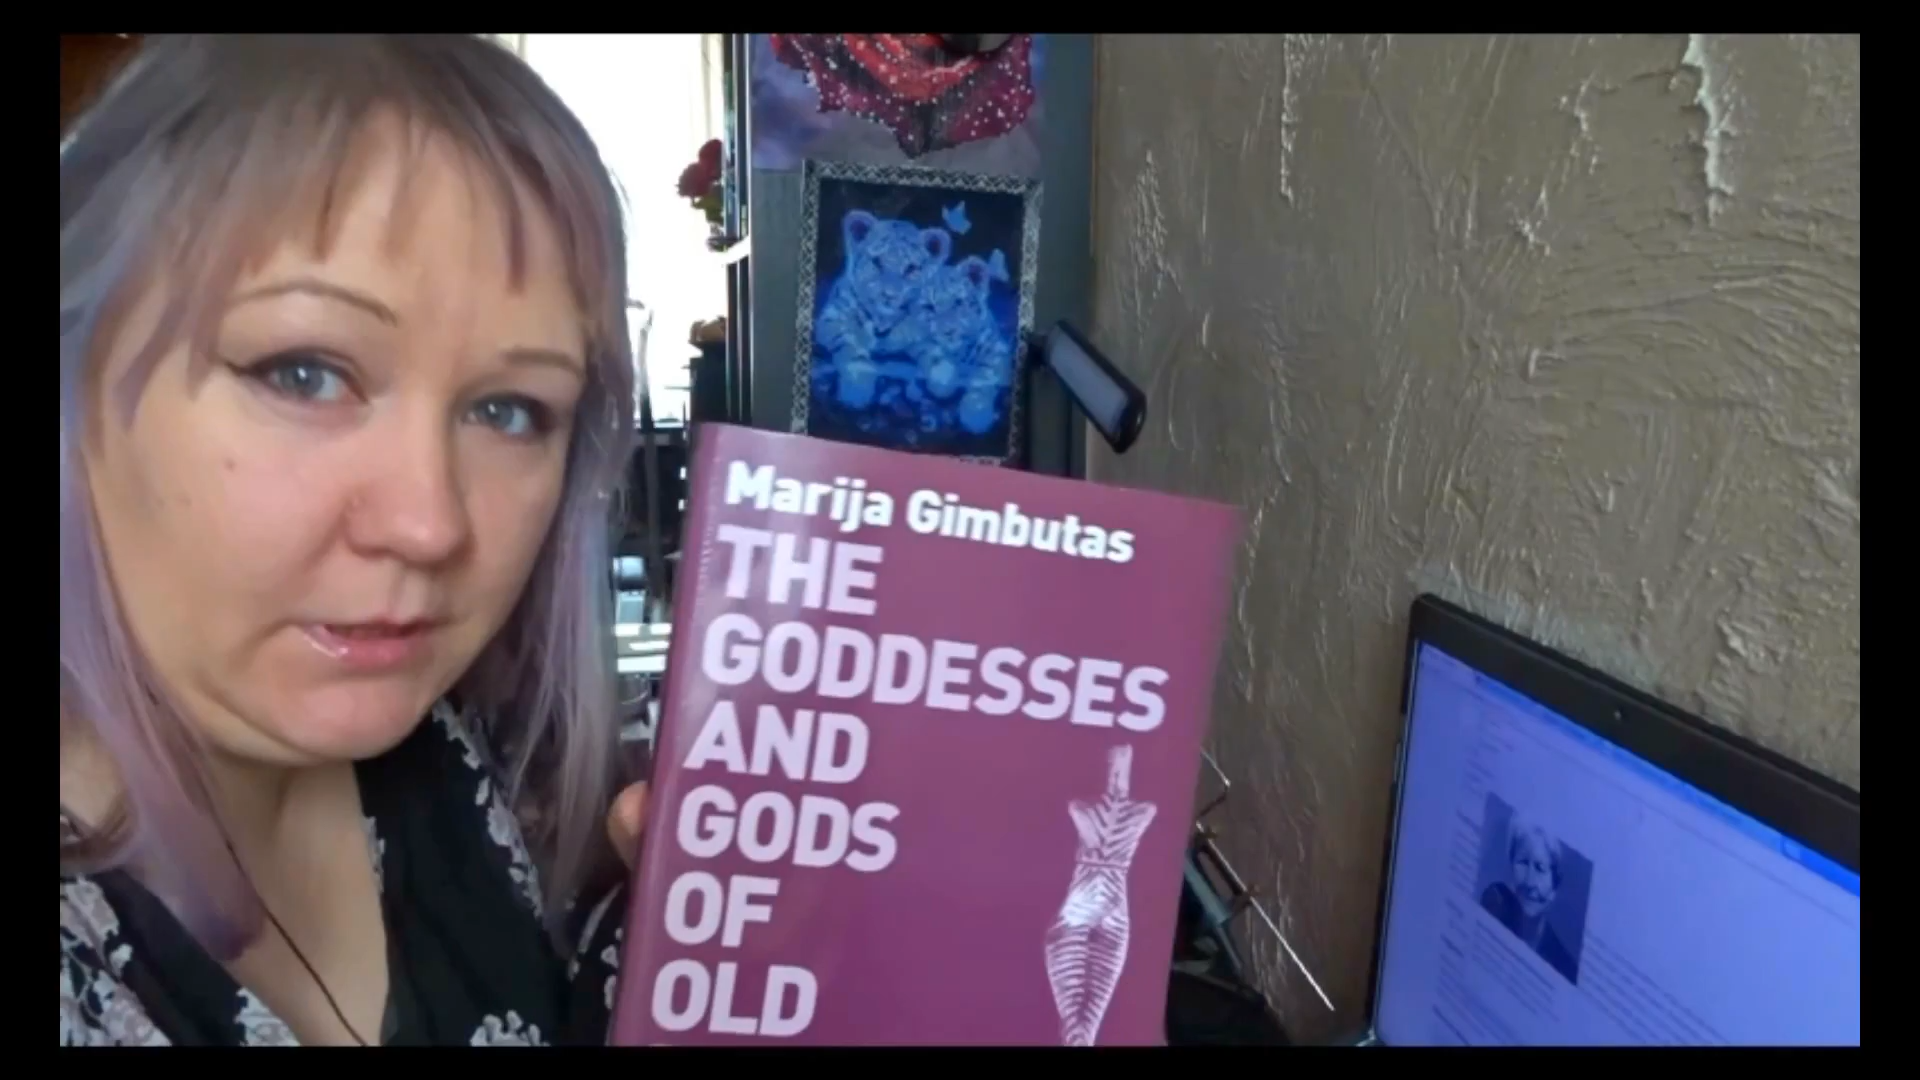 Marija Gimbutas
THE
GODDESSES
AND
GODS
OF
OLD